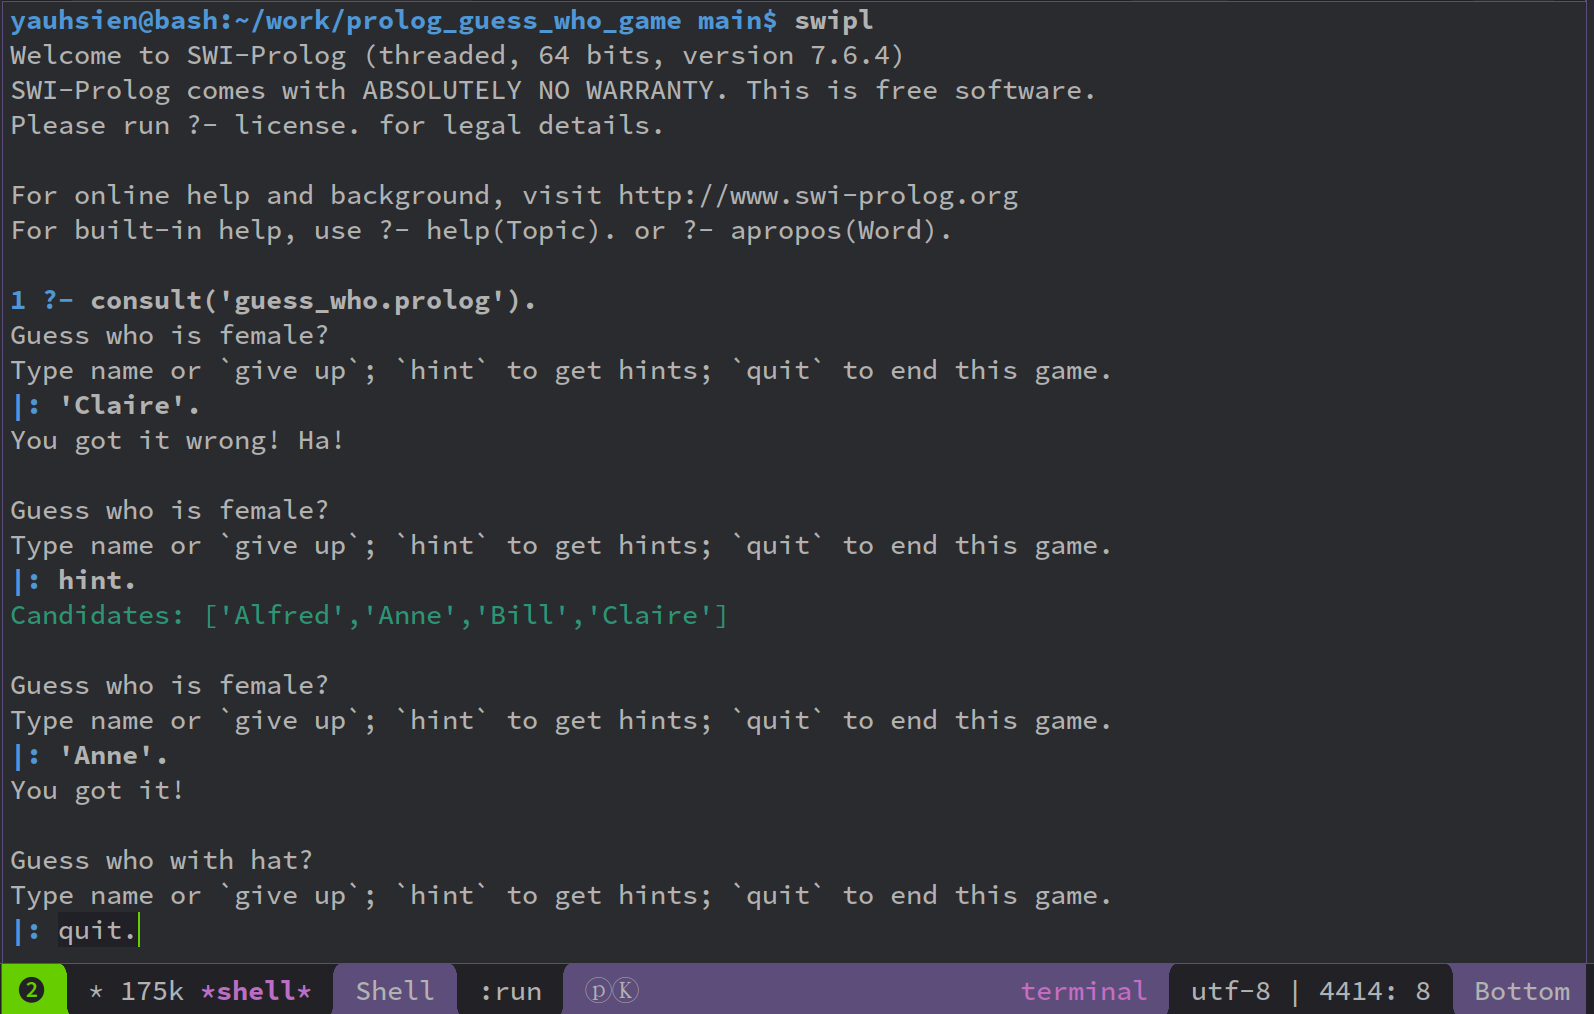 yauhsien@bash:~/work/prolog_guess_who_game main$ swipl
Welcome to SWI-Prolog (threaded, 64 bits, version 7.6.4)
SWI-Prolog comes with ABSOLUTELY NO WARRANTY. This is free software.
Please run ?- license. for legal details.

For online help and background, visit http://www.swi-prolog.org
For built-in help, use ?- help(Topic). or ?- apropos(Word).

1 ?- consult('guess_who.prolog').
Guess who is female?
Type name or `give up`; `hint` to get hints; `quit` to end this game.
|: 'Claire'.
You got it wrong! Ha!

Guess who is female?
Type name or `give up`; `hint` to get hints; `quit` to end this game.
|: hint.
Candidates: ['Alfred','Anne','Bill','Claire']

Guess who is female?
Type name or `give up`; `hint` to get hints; `quit` to end this game.
|: 'Anne'.
You got it!

Guess who with hat?
Type name or `give up`; `hint` to get hints; `quit` to end this game.
|: quit.
❷ * 175k *shell* Shell :run ⓟⓀ terminal utf-8 | 4414: 8 Bottom